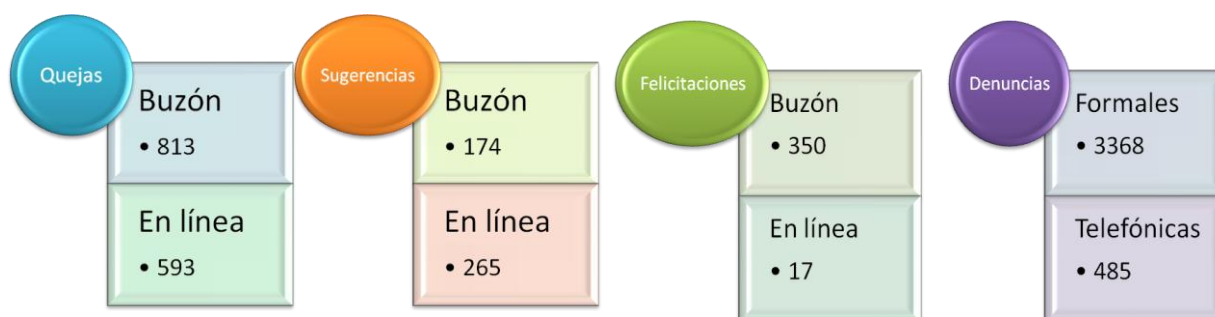 Quejas
Buzón
• 813
En línea
• 593
Sugerencias
Buzón
• 174
En línea
• 265
Felicitaciones
Buzón
• 350
En línea
• 17
Denuncias
Formales
• 3368
Telefónicas
• 485